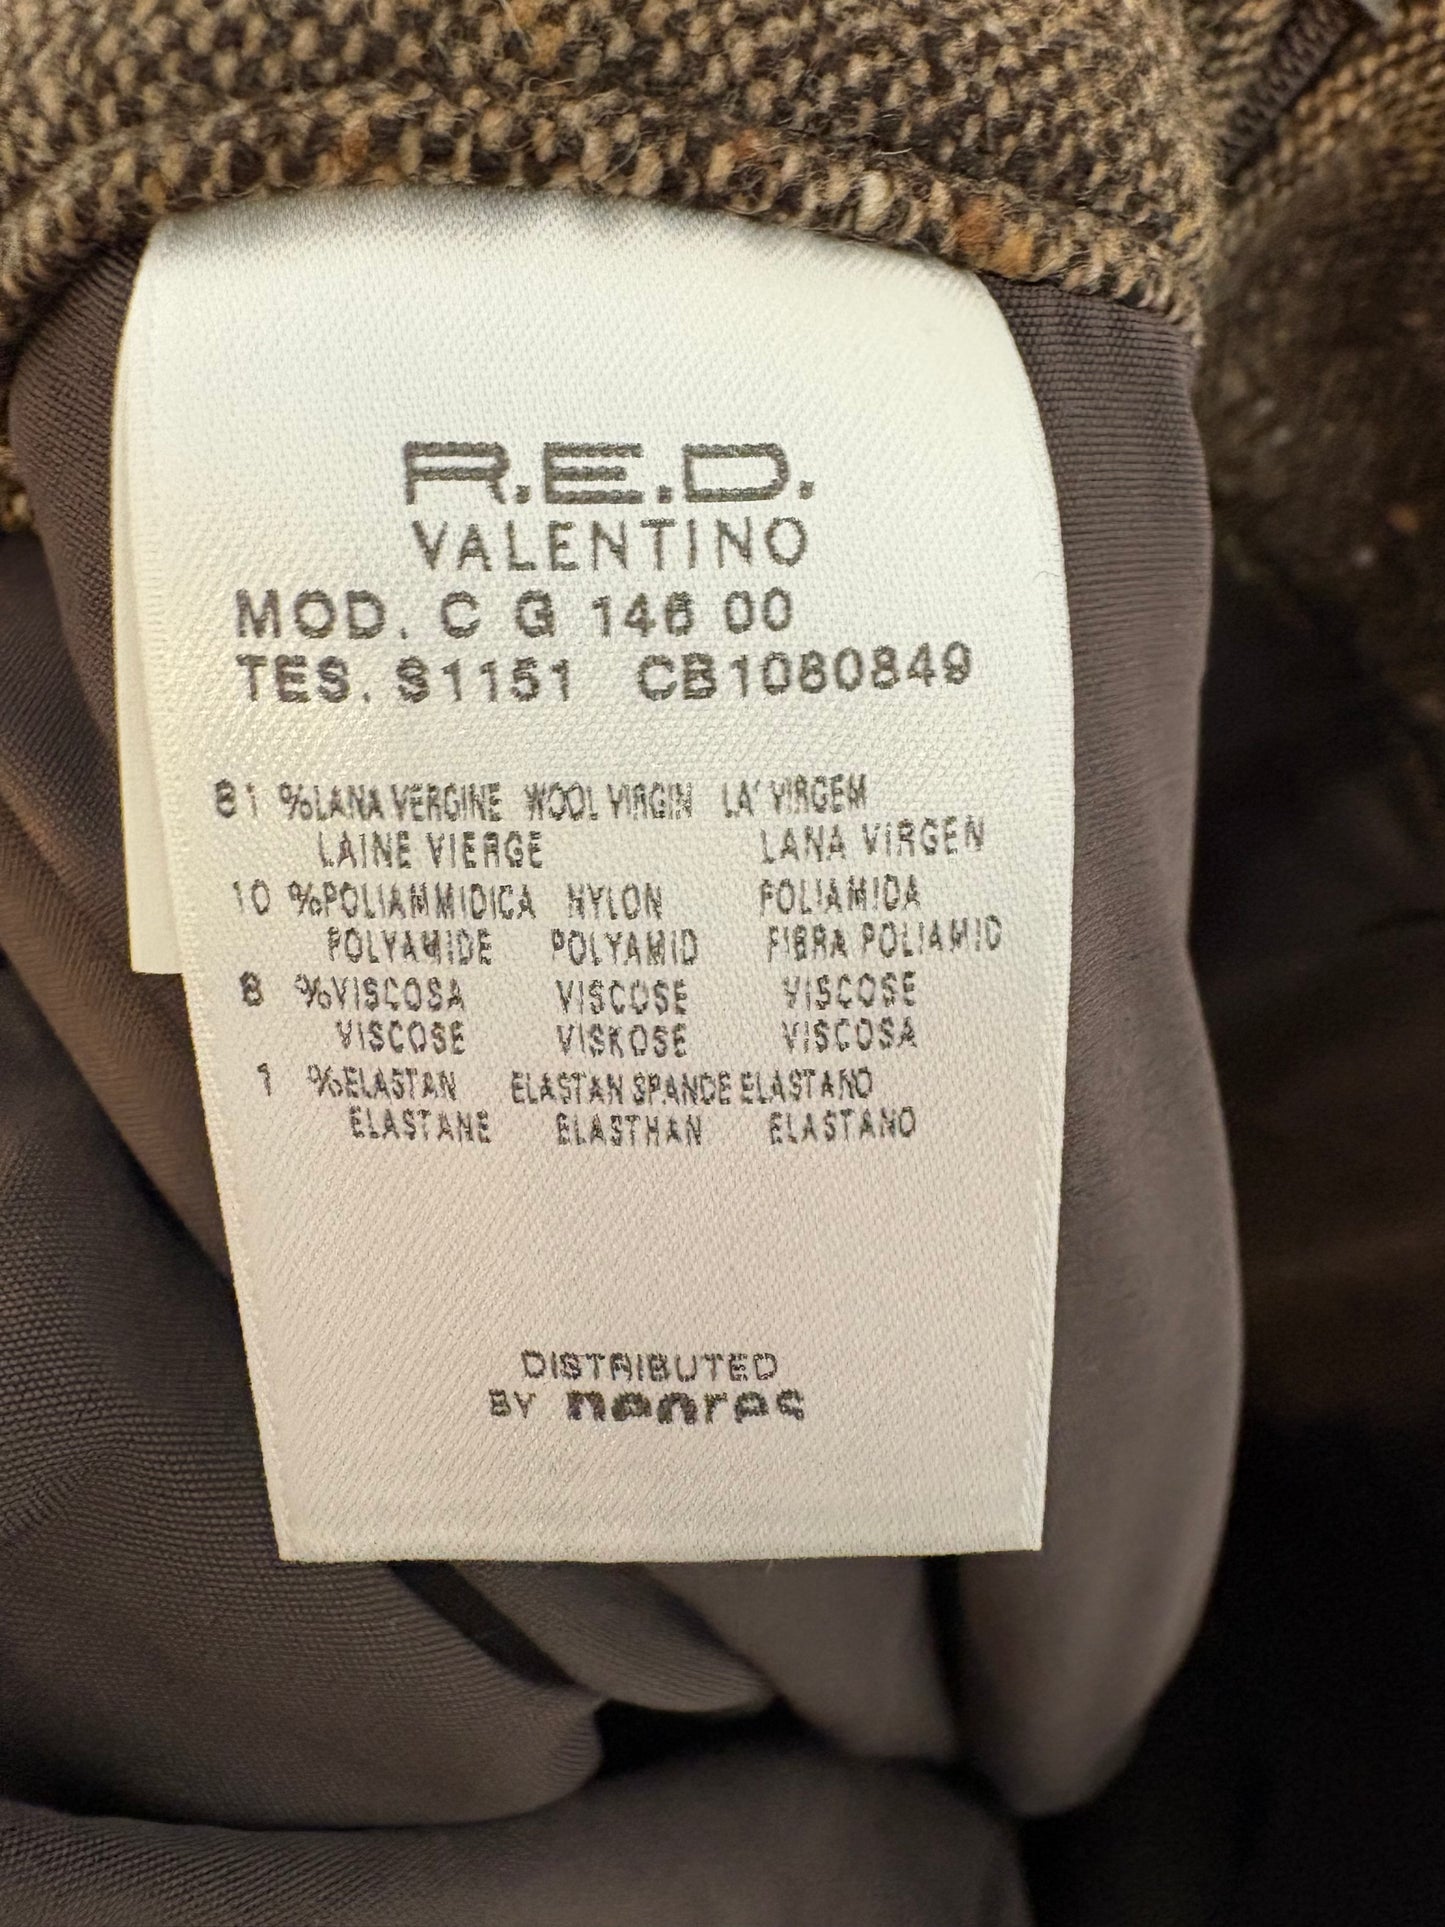 R.E.D.
VALENTINO
MOD. C G 146 00
TES. S1151 CB1080849
81 %LANA VERGINE WOOL VIRGIN LA' VIRGEM
LAINE VIERGE LANA VIRGEN
10 %POLIAMMIDICA NYLON POLIAMIDA
POLYAMIDE POLYAMID FIBRA POLIAMID
8 %VISCOSA VISCOSE VISCOSE
VISCOSE VISKOSE VISCOSA
1 %ELASTAN ELASTAN SPANDE ELASTANO
ELASTANE ELASTHAN ELASTANO
DISTRIBUTED
BY